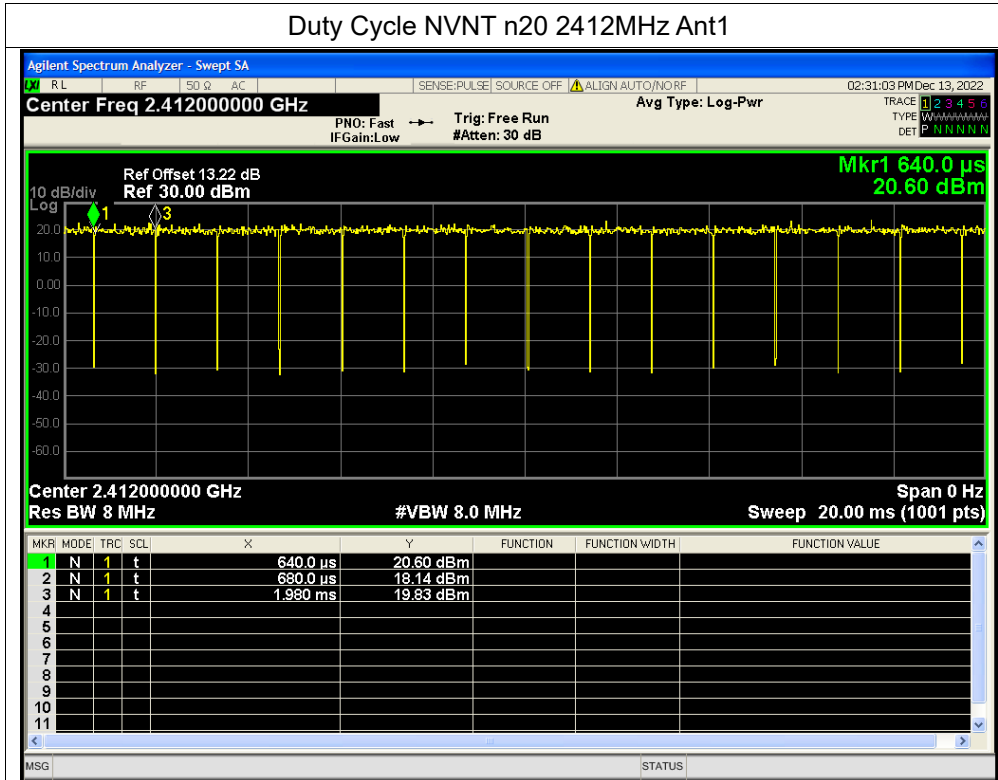 Duty Cycle NVNT n20 2412MHz Ant1
Agilent Spectrum Analyzer - Swept SA
LXI RL RF 50 Ω AC SENSE:PULSE SOURCE OFF ALIGN AUTO/NO RF 02:31:03 PM Dec 13, 2022
Center Freq 2.412000000 GHz Avg Type: Log-Pwr TRACE 1 2 3 4 5 6
PNO: Fast Trig: Free Run TYPE W
IFGain:Low #Atten: 30 dB DET P N N N N N
Mkr1 640.0 µs
20.60 dBm
Ref Offset 13.22 dB
10 dB/div Ref 30.00 dBm
Log
1 3
20.0
10.0
0.00
-10.0
-20.0
-30.0
-40.0
-50.0
-60.0
Center 2.412000000 GHz Span 0 Hz
Res BW 8 MHz #VBW 8.0 MHz Sweep 20.00 ms (1001 pts)
MKR MODE TRC SCL X Y FUNCTION FUNCTION WIDTH FUNCTION VALUE
1 N 1 t 640.0 µs 20.60 dBm
2 N 1 t 680.0 µs 18.14 dBm
3 N 1 t 1.980 ms 19.83 dBm
4
5
6
7
8
9
10
11
MSG STATUS